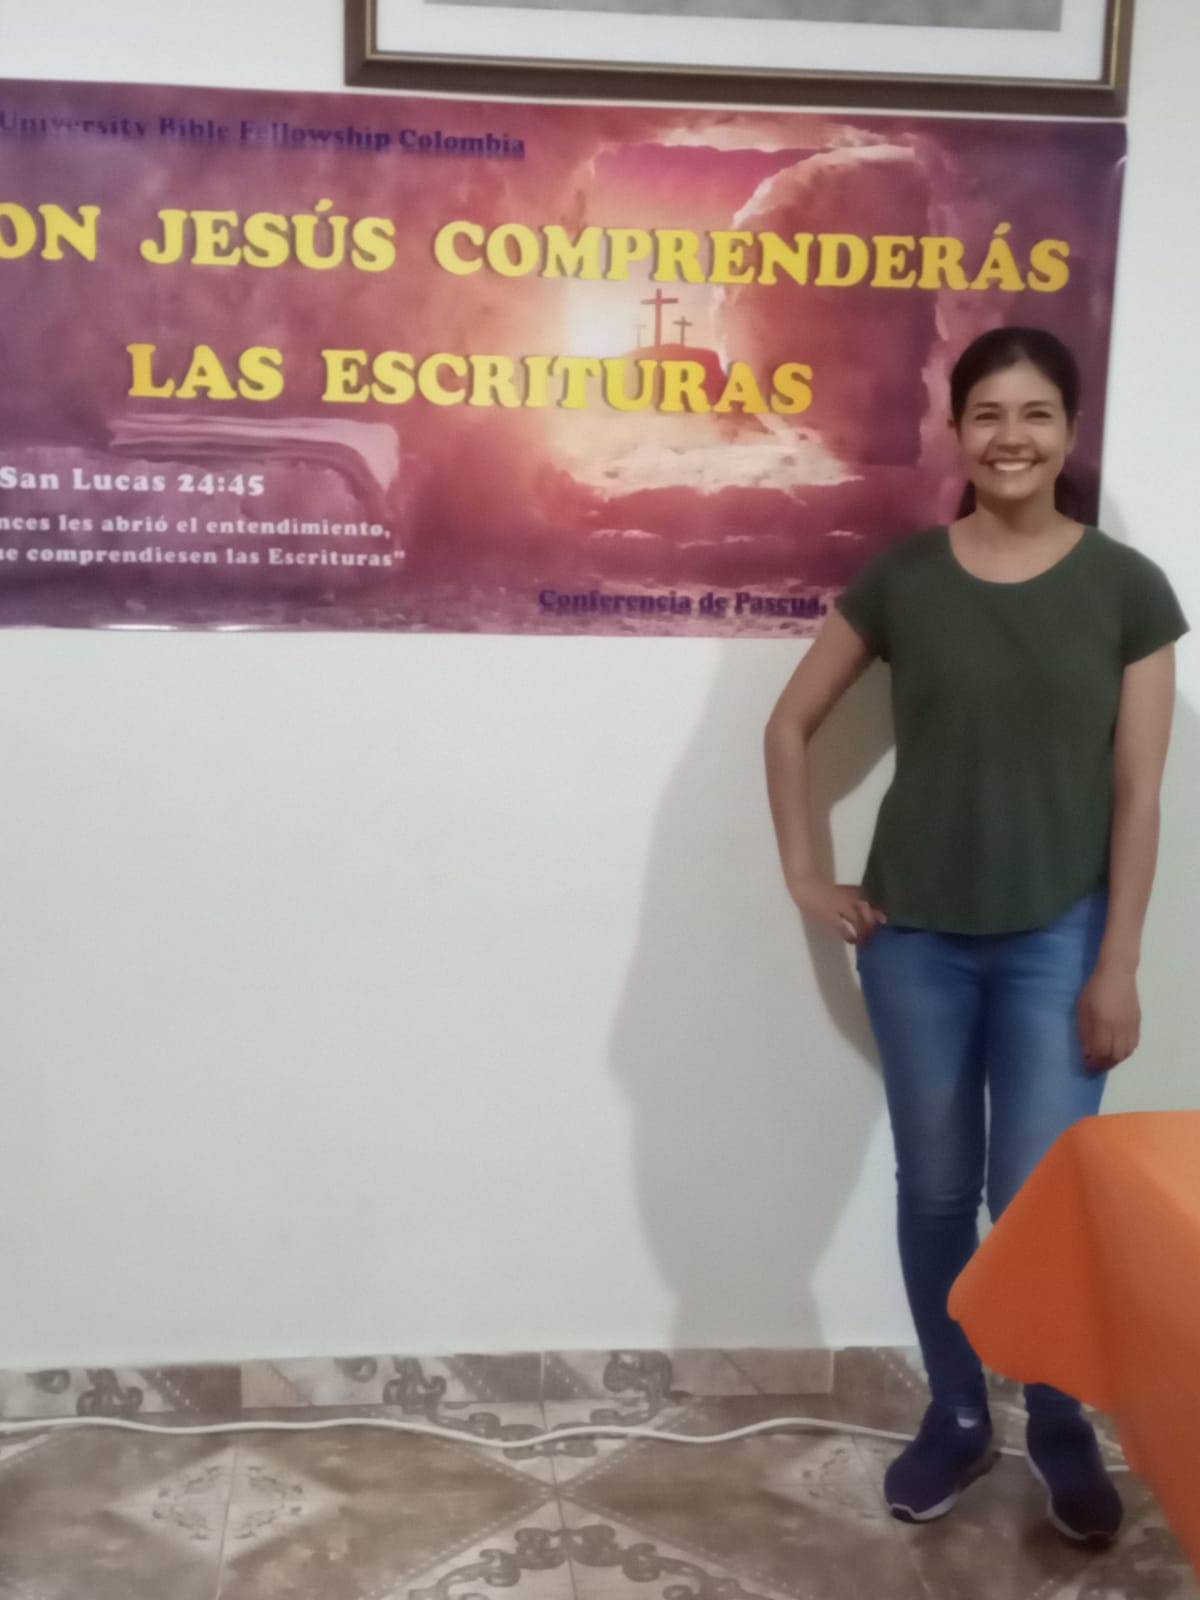 University Bible Fellowship Colombia
ON JESÚS COMPRENDERÁS
LAS ESCRITURAS
San Lucas 24:45
nces les abrió el entendimiento,
ue comprendiesen las Escrituras"
Conferencia de Pascua,